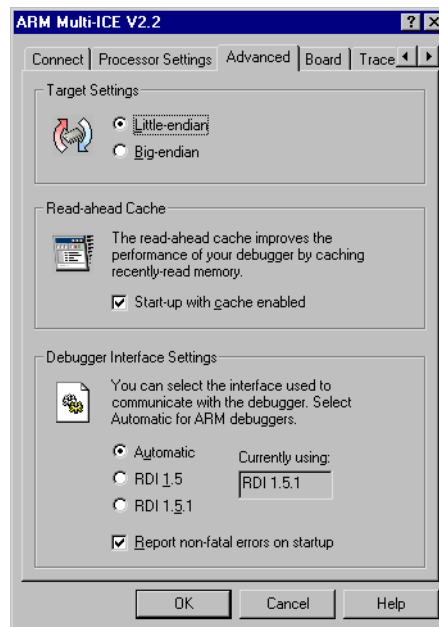 ARM Multi-ICE V2.2
Connect Processor Settings Advanced Board Trace
Target Settings
Little-endian
Big-endian
Read-ahead Cache
The read-ahead cache improves the
performance of your debugger by caching
recently-read memory.
Start-up with cache enabled
Debugger Interface Settings
You can select the interface used to
communicate with the debugger. Select
Automatic for ARM debuggers.
Automatic
Currently using:
RDI 1.5
RDI 1.5.1
RDI 1.5.1
Report non-fatal errors on startup
OK Cancel Help